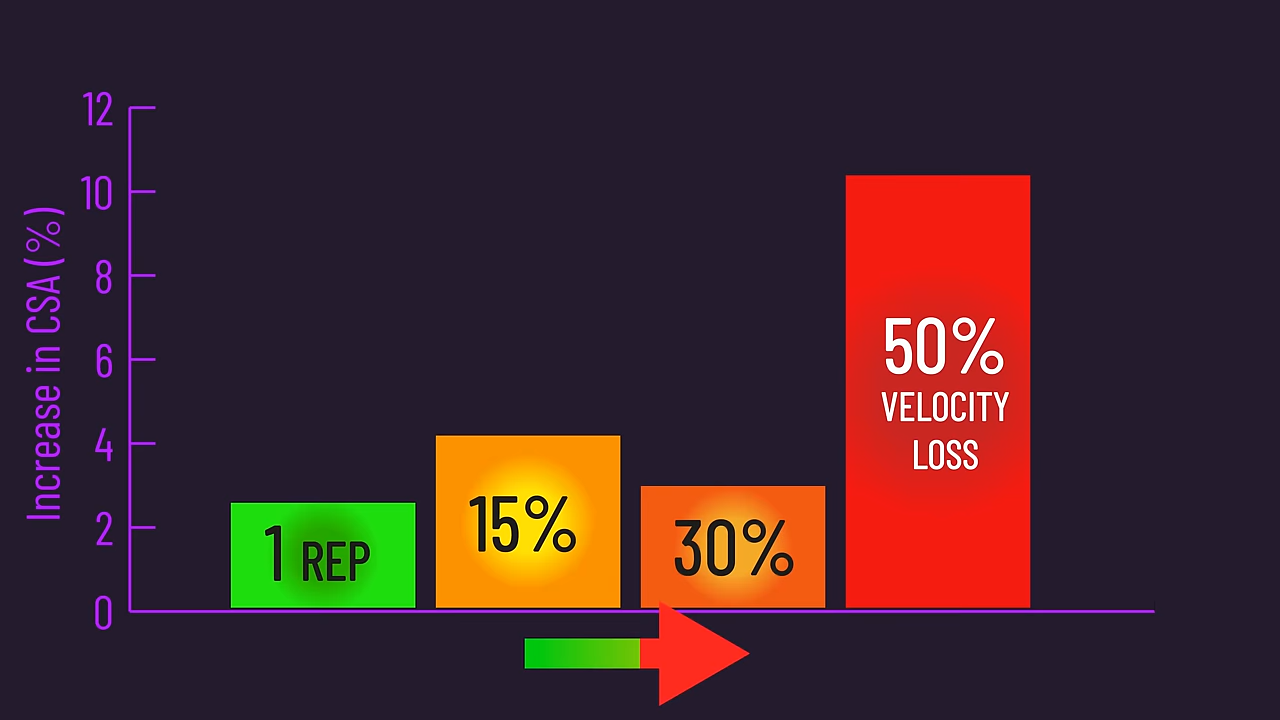 12
10
8
6
4
2
0
Increase in CSA (%)
1 REP
15%
30%
50%
VELOCITY
LOSS